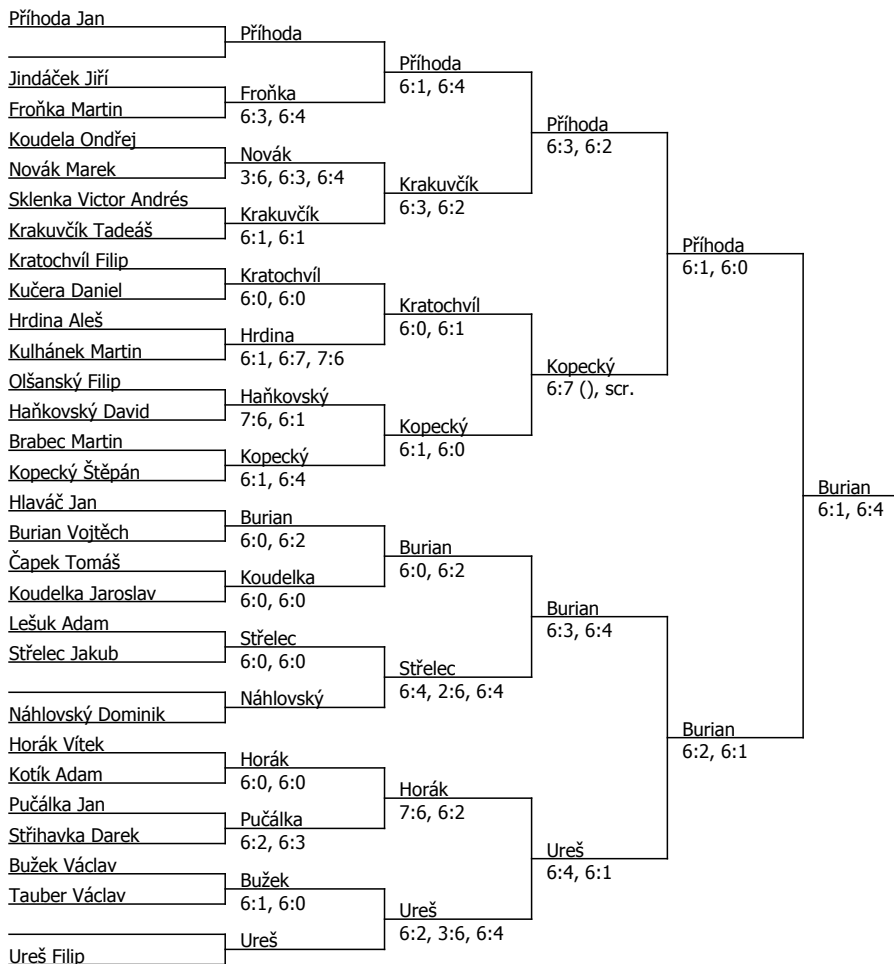 Příhoda Jan
Jindáček Jiří
Froňka Martin
Koudela Ondřej
Novák Marek
Sklenka Victor Andrés
Krakuvčík Tadeáš
Kratochvíl Filip
Kučera Daniel
Hrdina Aleš
Kulhánek Martin
Olšanský Filip
Haňkovský David
Brabec Martin
Kopecký Štěpán
Hlaváč Jan
Burian Vojtěch
Čapek Tomáš
Koudelka Jaroslav
Lešuk Adam
Střelec Jakub
Náhlovský Dominik
Horák Vítek
Kotík Adam
Pučálka Jan
Střihavka Darek
Bužek Václav
Tauber Václav
Ureš Filip
Příhoda
Froňka
6:3, 6:4
Novák
3:6, 6:3, 6:4
Krakuvčík
6:1, 6:1
Kratochvíl
6:0, 6:0
Hrdina
6:1, 6:7, 7:6
Haňkovský
7:6, 6:1
Kopecký
6:1, 6:4
Burian
6:0, 6:2
Koudelka
6:0, 6:0
Střelec
6:0, 6:0
Náhlovský
Horák
6:0, 6:0
Pučálka
6:2, 6:3
Bužek
6:1, 6:0
Ureš
Příhoda
6:1, 6:4
Krakuvčík
6:3, 6:2
Kratochvíl
6:0, 6:1
Kopecký
6:1, 6:0
Burian
6:0, 6:2
Střelec
6:4, 2:6, 6:4
Horák
7:6, 6:2
Ureš
6:2, 3:6, 6:4
Příhoda
6:3, 6:2
Kopecký
6:7 (), scr.
Burian
6:3, 6:4
Ureš
6:4, 6:1
Příhoda
6:1, 6:0
Burian
6:2, 6:1
Burian
6:1, 6:4